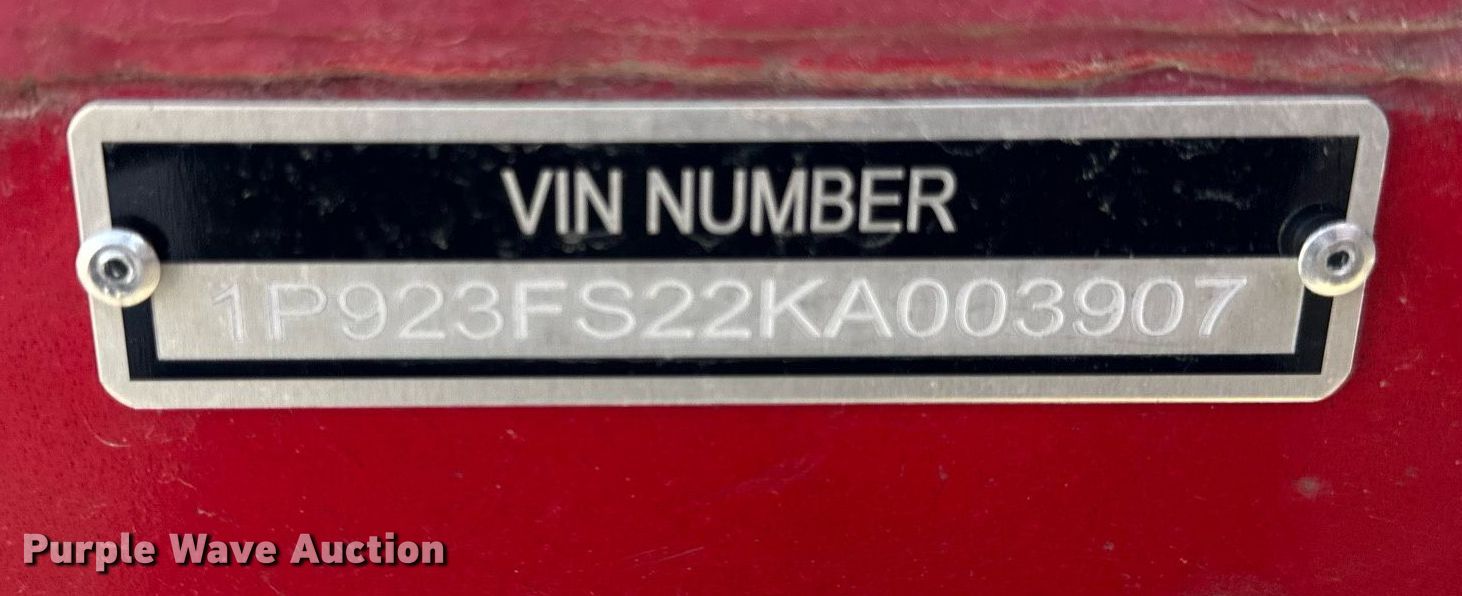 VIN NUMBER
1P923FS22KA003907
Purple Wave Auction